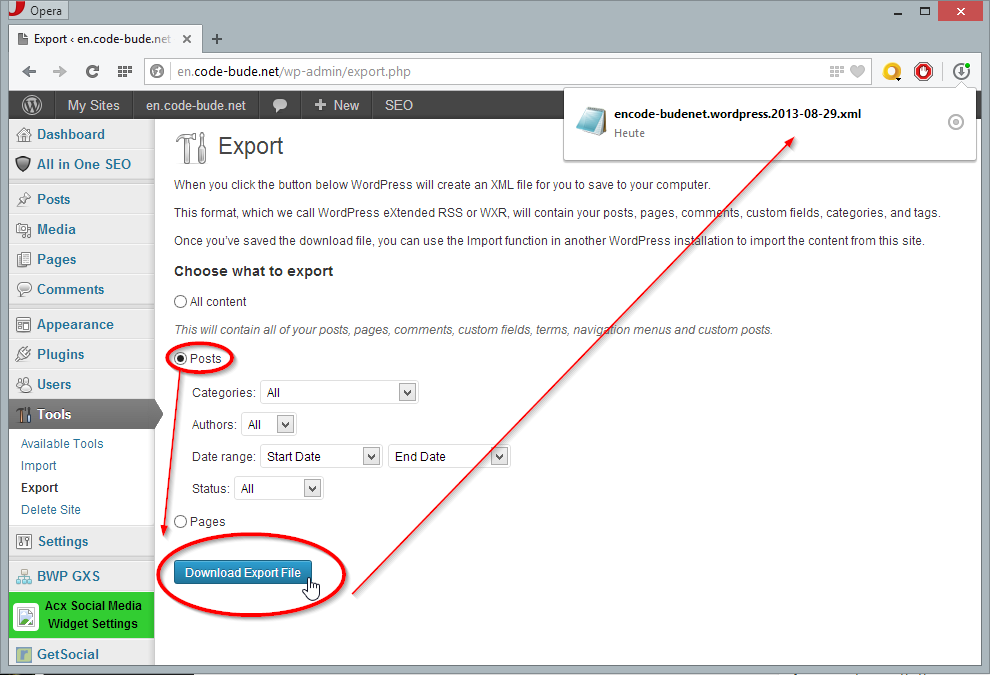 Opera
Export ‹ en.code-bude.net
en.code-bude.net/wp-admin/export.php
My Sites en.code-bude.net New SEO
encode-budenet.wordpress.2013-08-29.xml
Heute
Dashboard
All in One SEO
Posts
Media
Pages
Comments
Appearance
Plugins
Users
Tools
Available Tools
Import
Export
Delete Site
Settings
BWP GXS
Acx Social Media
Widget Settings
GetSocial
Export
When you click the button below WordPress will create an XML file for you to save to your computer.
This format, which we call WordPress eXtended RSS or WXR, will contain your posts, pages, comments, custom fields, categories, and tags.
Once you've saved the download file, you can use the Import function in another WordPress installation to import the content from this site.
Choose what to export
All content
This will contain all of your posts, pages, comments, custom fields, terms, navigation menus and custom posts.
Posts
Categories: All
Authors: All
Date range: Start Date End Date
Status: All
Pages
Download Export File